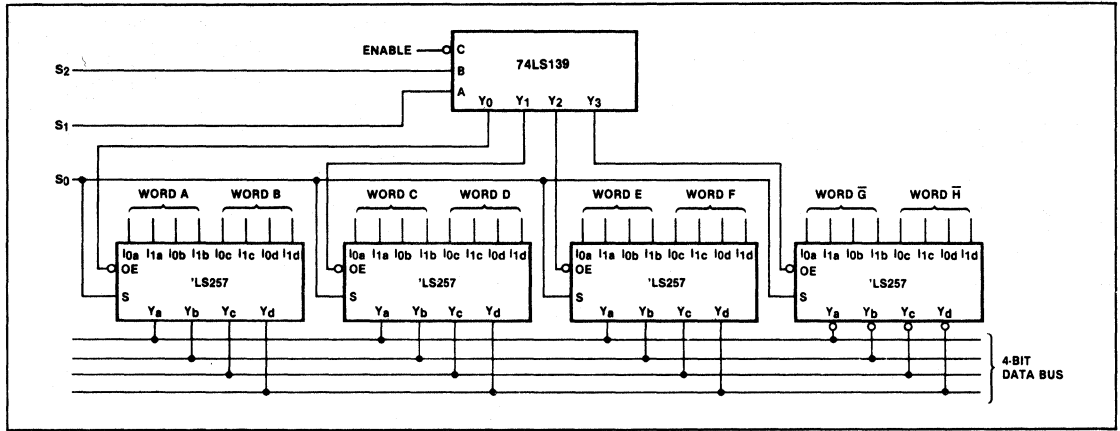 ENABLE C
74LS139
S2 B
A
Y0 Y1 Y2 Y3
S1
S0
WORD A WORD B WORD C WORD D WORD E WORD F WORD G̅ WORD H̅
I0a I1a I0b I1b I0c I1c I0d I1d I0a I1a I0b I1b I0c I1c I0d I1d I0a I1a I0b I1b I0c I1c I0d I1d I0a I1a I0b I1b I0c I1c I0d I1d
OE OE OE OE
'LS257 'LS257 'LS257 'LS257
S S S S
Ya Yb Yc Yd Ya Yb Yc Yd Ya Yb Yc Yd Ya Yb Yc Yd
4-BIT
DATA BUS